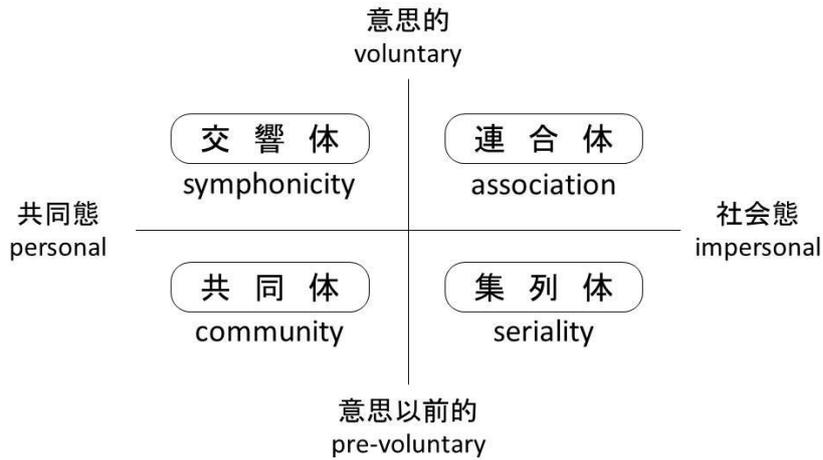 意思的
voluntary
交響体
symphonicity
連合体
association
共同態
personal
社会態
impersonal
共同体
community
集列体
seriality
意思以前的
pre-voluntary